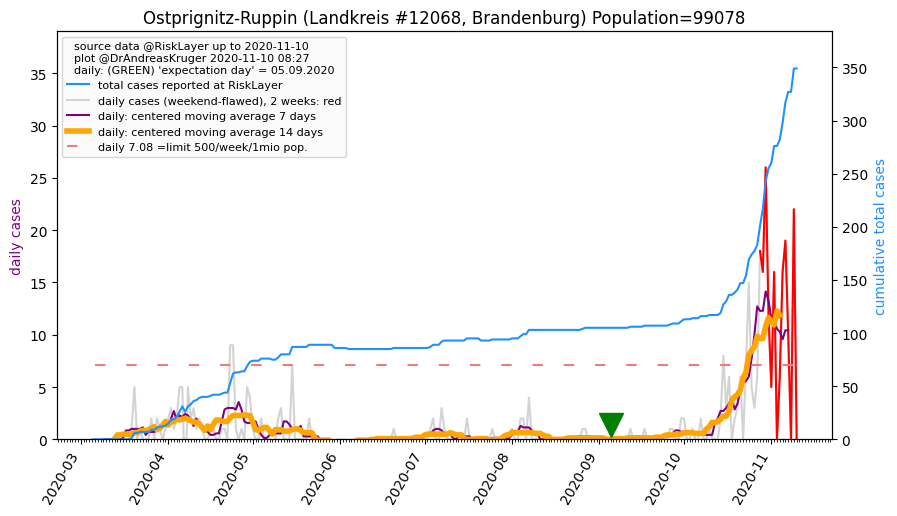 Ostprignitz-Ruppin (Landkreis #12068, Brandenburg) Population=99078
source data @RiskLayer up to 2020-11-10
plot @DrAndreasKruger 2020-11-10 08:27
daily: (GREEN) 'expectation day' = 05.09.2020
total cases reported at RiskLayer
daily cases (weekend-flawed), 2 weeks: red
daily: centered moving average 7 days
daily: centered moving average 14 days
daily 7.08 =limit 500/week/1mio pop.
daily cases
35
30
25
20
15
10
5
0
350
300
250
200
150
100
50
0
cumulative total cases
2020-03
2020-04
2020-05
2020-06
2020-07
2020-08
2020-09
2020-10
2020-11